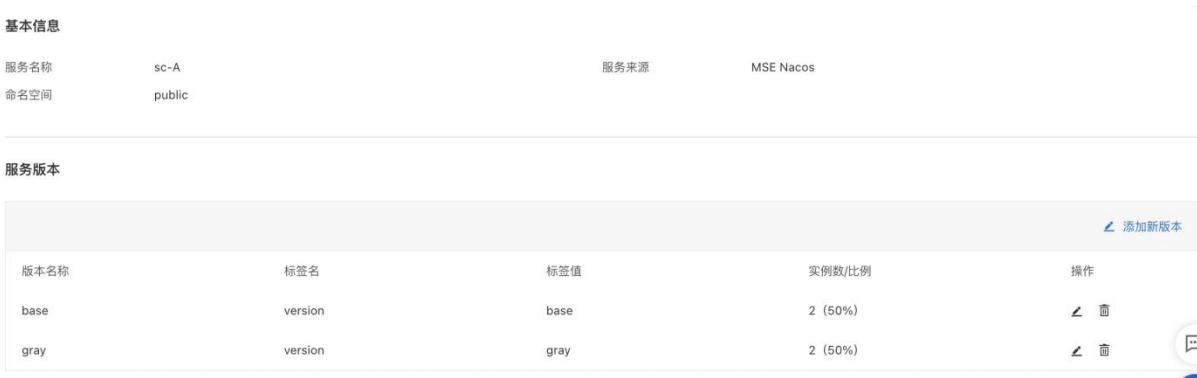 基本信息
服务名称 sc-A 服务来源 MSE Nacos
命名空间 public
服务版本
添加新版本
版本名称 标签名 标签值 实例数/比例 操作
base version base 2（50%）
gray version gray 2（50%）